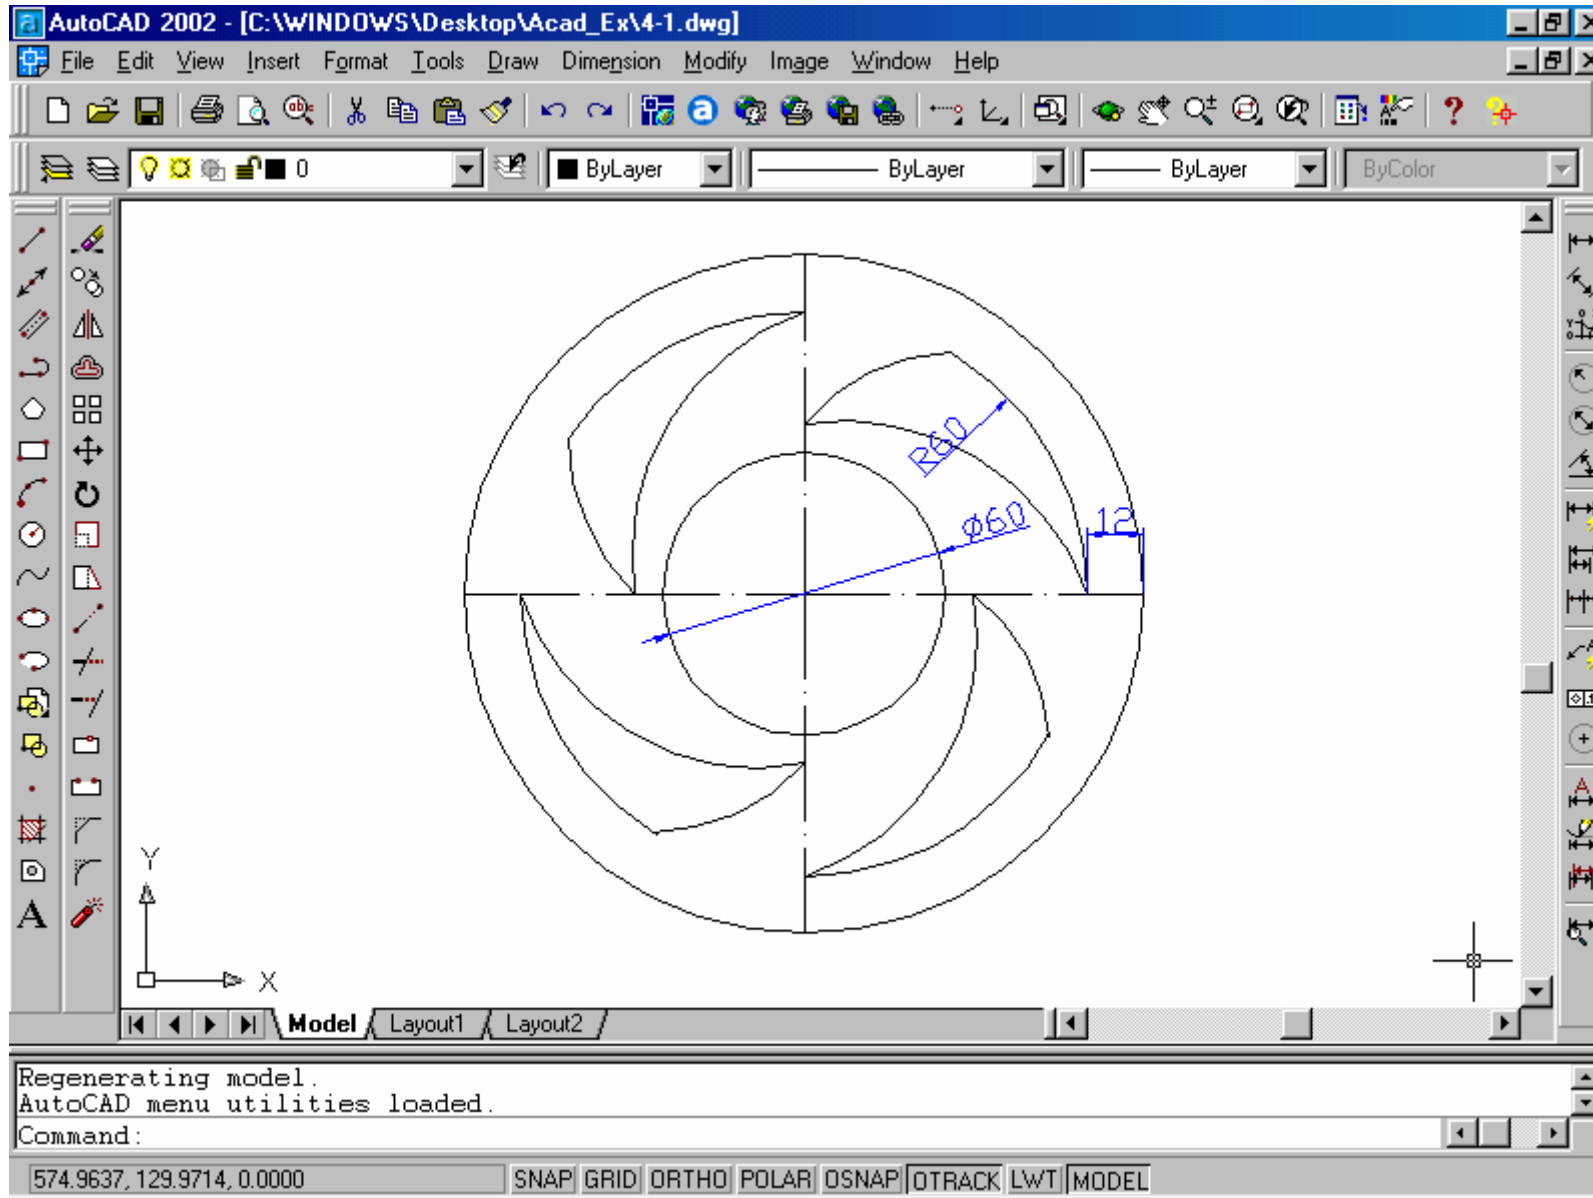 AutoCAD 2002 - [C:\WINDOWS\Desktop\Acad_Ex\4-1.dwg]
File Edit View Insert Format Tools Draw Dimension Modify Image Window Help
0 ByLayer ByLayer ByLayer ByColor
R60
Ø60
12
Y
X
Model Layout1 Layout2
Regenerating model.
AutoCAD menu utilities loaded.
Command:
574.9637, 129.9714, 0.0000 SNAP GRID ORTHO POLAR OSNAP OTRACK LWT MODEL